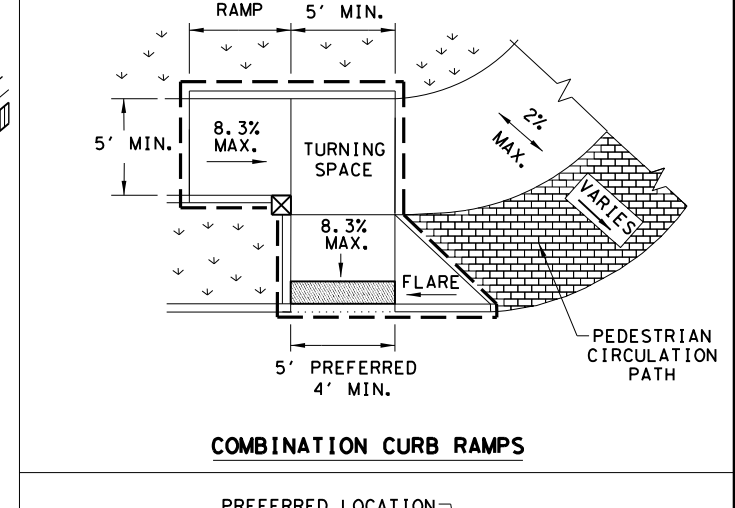 RAMP
5' MIN.
5' MIN.
8.3%
MAX.
TURNING
SPACE
2%
MAX.
VARIES
8.3%
MAX.
FLARE
5' PREFERRED
4' MIN.
PEDESTRIAN
CIRCULATION
PATH
COMBINATION CURB RAMPS
PREFERRED LOCATION